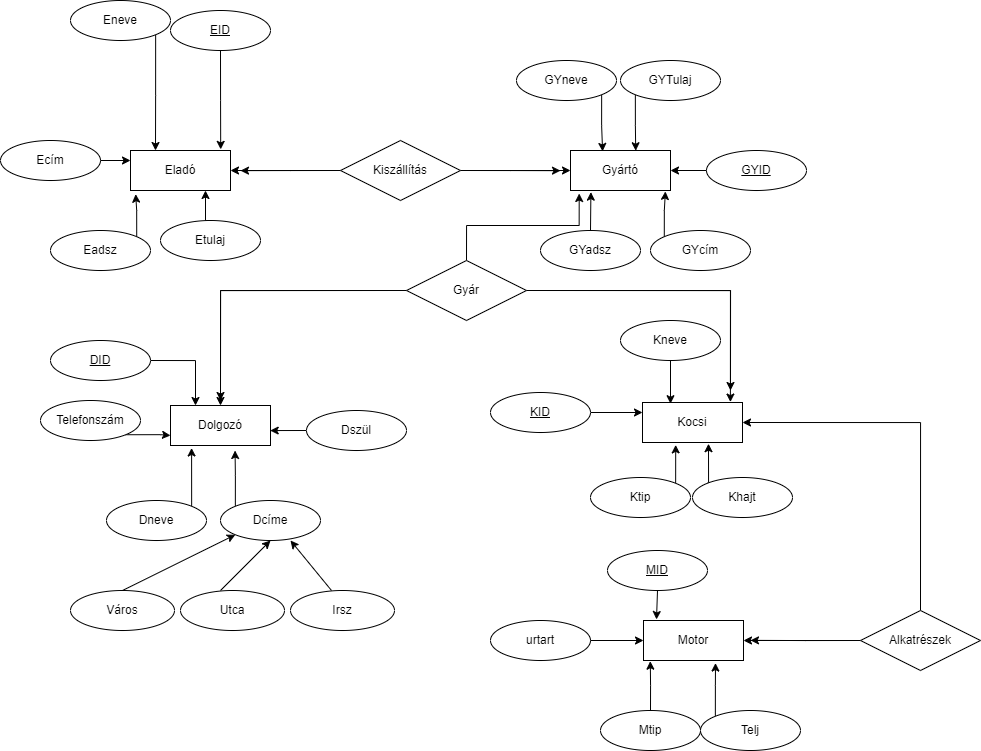 Eneve
EID
GYneve
GYTulaj
Ecím
Eladó
Kiszállítás
Gyártó
GYID
Eadsz
Etulaj
GYadsz
GYcím
Gyár
Kneve
DID
Telefonszám
Dolgozó
Dszül
KID
Kocsi
Ktip
Khajt
Dneve
Dcíme
Város
Utca
Irsz
MID
urtart
Motor
Alkatrészek
Mtip
Telj